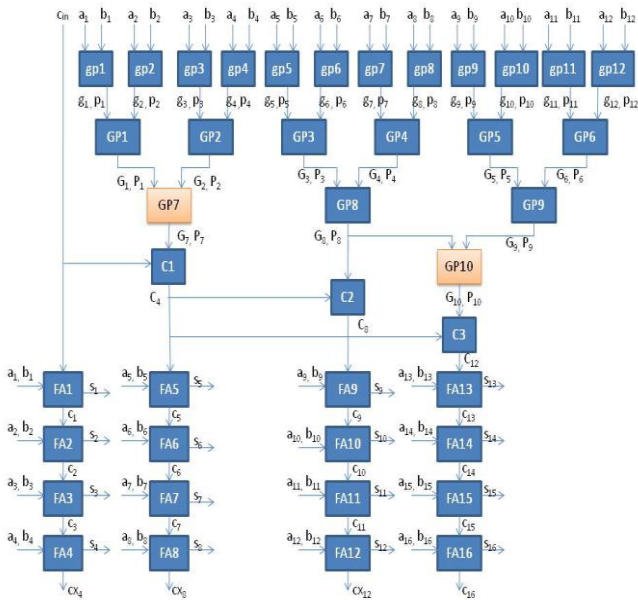 cin a₁ b₁ a₂ b₂ a₃ b₃ a₄ b₄ a₅ b₅ a₆ b₆ a₇ b₇ a₈ b₈ a₉ b₉ a₁₀ b₁₀ a₁₁ b₁₁ a₁₂ b₁₂
gp1 gp2 gp3 gp4 gp5 gp6 gp7 gp8 gp9 gp10 gp11 gp12
g₁, p₁ g₂, p₂ g₃, p₃ g₄, p₄ g₅, p₅ g₆, p₆ g₇, p₇ g₈, p₈ g₉, p₉ g₁₀, p₁₀ g₁₁, p₁₁ g₁₂, p₁₂
GP1 GP2 GP3 GP4 GP5 GP6
G₁, P₁ G₂, P₂ G₃, P₃ G₄, P₄ G₅, P₅ G₆, P₆
GP7 GP8 GP9
G₇, P₇ G₈, P₈ G₉, P₉
C1 GP10
C₄ C2 G₁₀, P₁₀
C₈ C3
C₁₂
a₁, b₁ FA1 s₁ a₅, b₅ FA5 s₅ a₉, b₉ FA9 s₉ a₁₃, b₁₃ FA13 s₁₃
c₁ c₅ c₉ c₁₃
a₂, b₂ FA2 s₂ a₆, b₆ FA6 s₆ a₁₀, b₁₀ FA10 s₁₀ a₁₄, b₁₄ FA14 s₁₄
c₂ c₆ c₁₀ c₁₄
a₃, b₃ FA3 s₃ a₇, b₇ FA7 s₇ a₁₁, b₁₁ FA11 s₁₁ a₁₅, b₁₅ FA15 s₁₅
c₃ c₇ c₁₁ c₁₅
a₄, b₄ FA4 s₄ a₈, b₈ FA8 s₈ a₁₂, b₁₂ FA12 s₁₂ a₁₆, b₁₆ FA16 s₁₆
cx₄ cx₈ cx₁₂ c₁₆